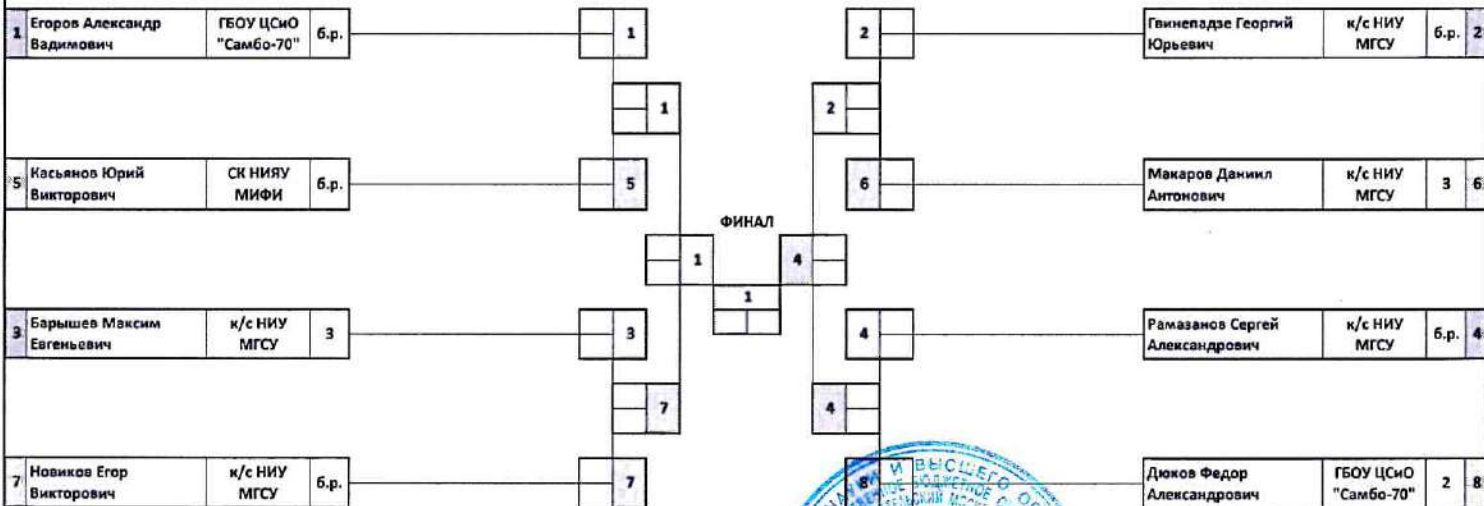 1 Егоров Александр Вадимович ГБОУ ЦСиО "Самбо-70" б.р. 1
2 Гвинепадзе Георгий Юрьевич к/с НИУ МГСУ б.р. 2
1 2
5 Касьянов Юрий Викторович СК НИЯУ МИФИ б.р. 5
6 Макаров Даниил Антонович к/с НИУ МГСУ 3 6
ФИНАЛ
1 4
1
3 Барышев Максим Евгеньевич к/с НИУ МГСУ 3 3
4 Рамазанов Сергей Александрович к/с НИУ МГСУ б.р. 4
7 4
7 Новиков Егор Викторович к/с НИУ МГСУ б.р. 7
8 Дюков Федор Александрович ГБОУ ЦСиО "Самбо-70" 2 8
И ВЫСШЕГО